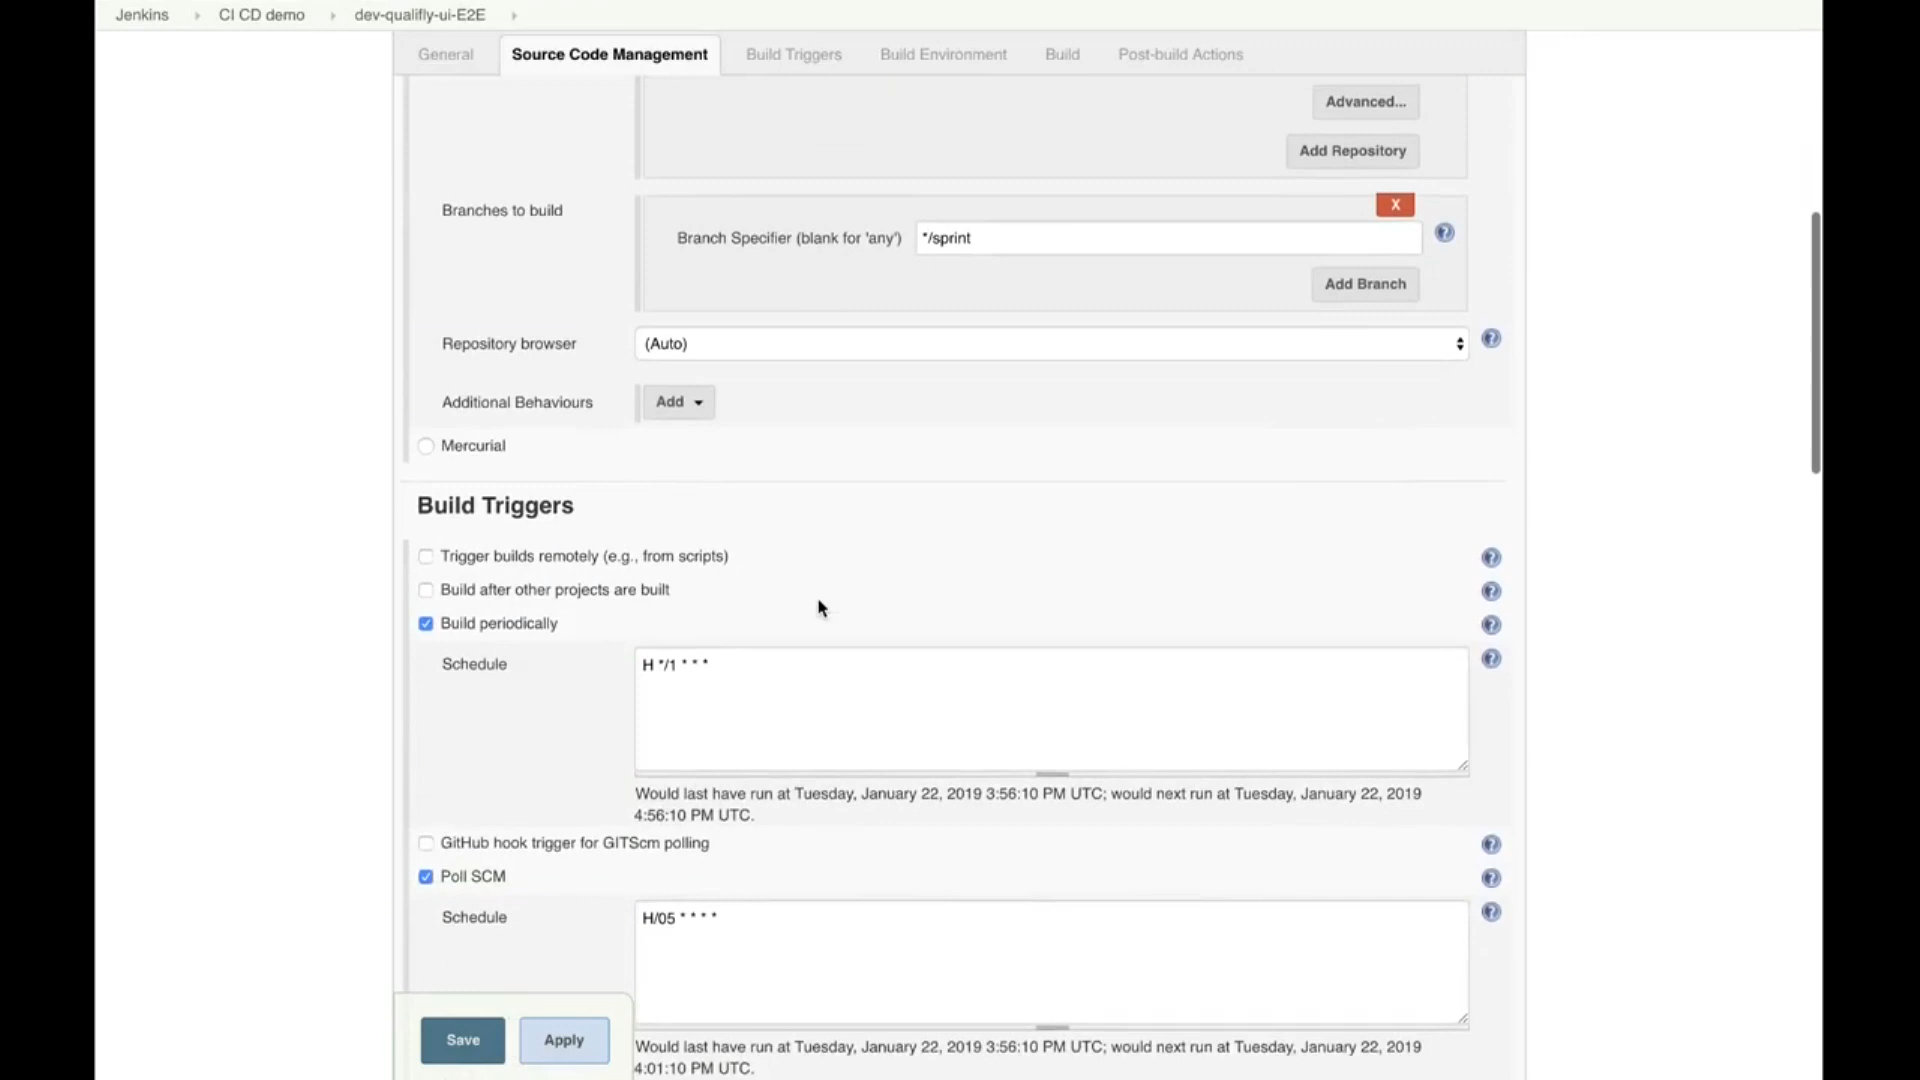 Jenkins CI CD demo dev-qualifly-ui-E2E
General Source Code Management Build Triggers Build Environment Build Post-build Actions
Advanced...
Add Repository
Branches to build
X
Branch Specifier (blank for 'any') */sprint
Add Branch
Repository browser (Auto)
Additional Behaviours Add
Mercurial
Build Triggers
Trigger builds remotely (e.g., from scripts)
Build after other projects are built
Build periodically
Schedule H */1 * * *
Would last have run at Tuesday, January 22, 2019 3:56:10 PM UTC; would next run at Tuesday, January 22, 2019
4:56:10 PM UTC.
GitHub hook trigger for GITScm polling
Poll SCM
Schedule H/05 * * * *
Save Apply
Would last have run at Tuesday, January 22, 2019 3:56:10 PM UTC; would next run at Tuesday, January 22, 2019
4:01:10 PM UTC.